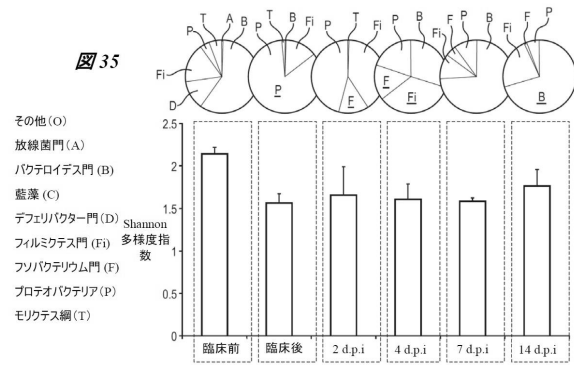 図 35
T A B P Fi D
T B Fi P
P T Fi F
P B F Fi
Fi F P B
Fi F P B
その他(O)
放線菌門(A)
バクテロイデス門(B)
藍藻(C)
デフェリバクター門(D)
フィルミクテス門(Fi)
フソバクテリウム門(F)
プロテオバクテリア(P)
モリクテス綱(T)
Shannon
多様度指
数
2.5
2
1.5
1
0.5
0
臨床前
臨床後
2 d.p.i
4 d.p.i
7 d.p.i
14 d.p.i